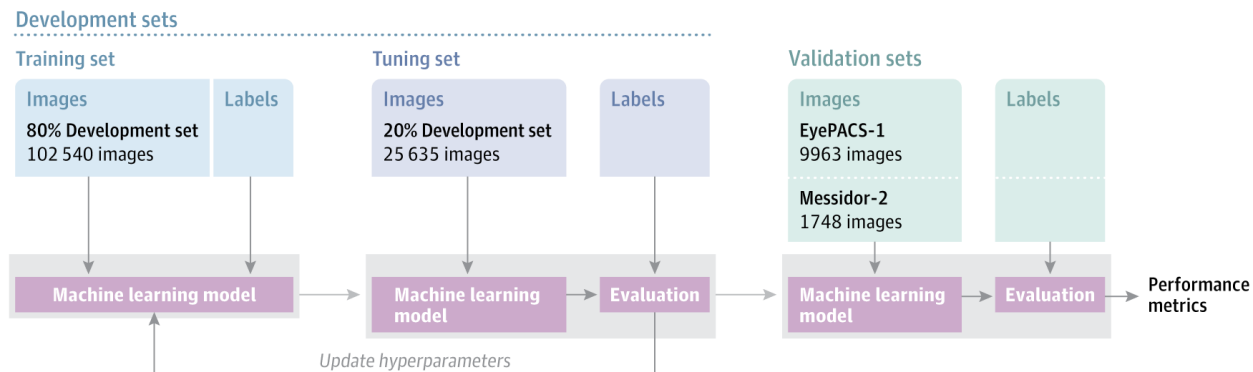 Development sets
Training set
Images
Labels
80% Development set
102 540 images
Machine learning model
Tuning set
Images
Labels
20% Development set
25 635 images
Machine learning
model
Evaluation
Update hyperparameters
Validation sets
Images
Labels
EyePACS-1
9963 images
Messidor-2
1748 images
Machine learning
model
Evaluation
Performance
metrics